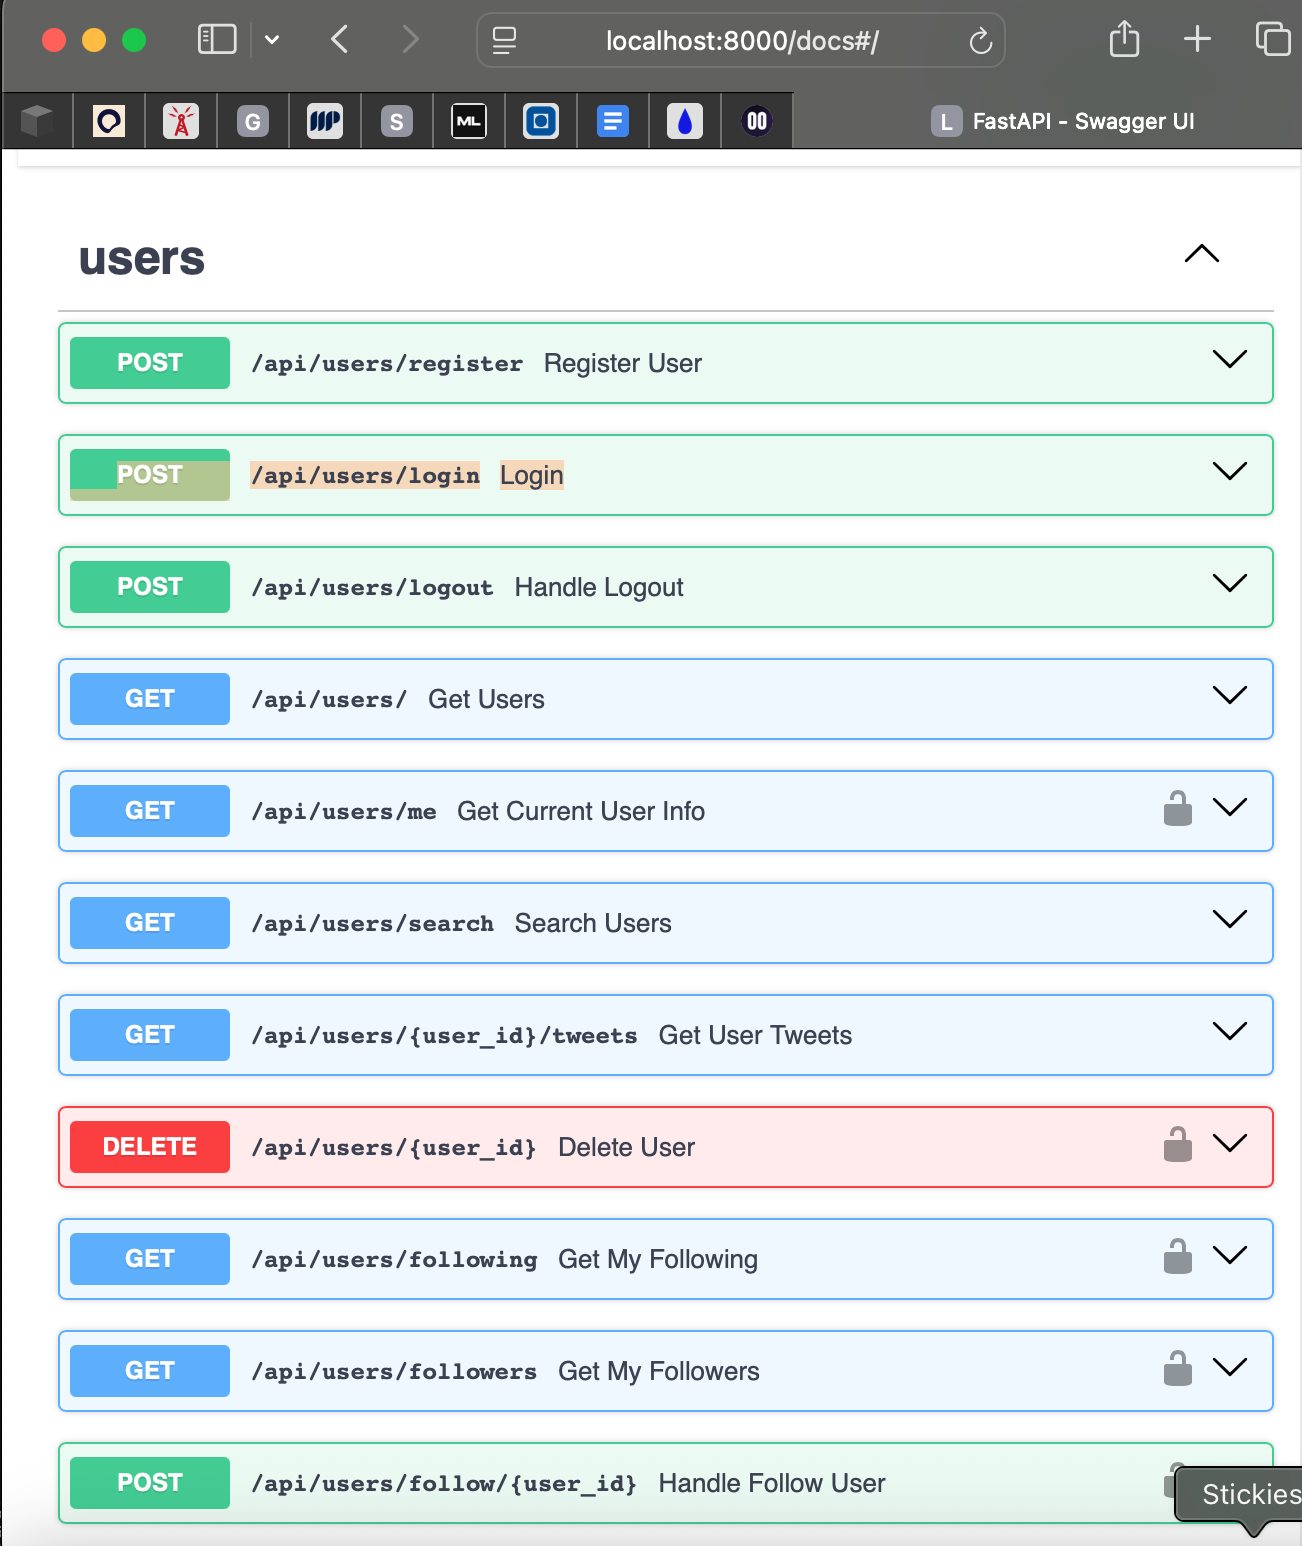 localhost:8000/docs#/
G
S
ML
L FastAPI - Swagger UI
users
POST /api/users/register Register User
POST /api/users/login Login
POST /api/users/logout Handle Logout
GET /api/users/ Get Users
GET /api/users/me Get Current User Info
GET /api/users/search Search Users
GET /api/users/{user_id}/tweets Get User Tweets
DELETE /api/users/{user_id} Delete User
GET /api/users/following Get My Following
GET /api/users/followers Get My Followers
POST /api/users/follow/{user_id} Handle Follow User
Stickies